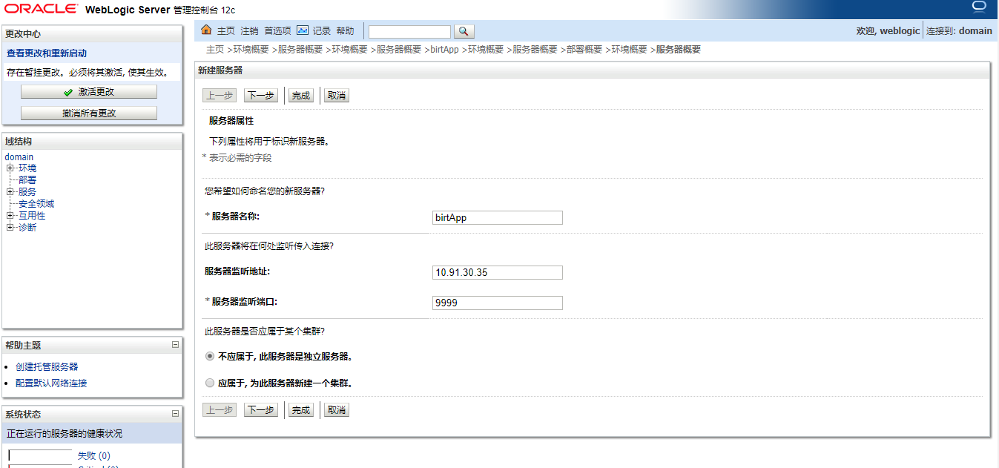 ORACLE WebLogic Server 管理控制台 12c
更改中心
查看更改和重新启动
存在暂挂更改。必须将其激活, 使其生效。
激活更改
撤消所有更改
域结构
domain
环境
部署
服务
安全领域
互用性
诊断
帮助主题
创建托管服务器
配置默认网络连接
系统状态
正在运行的服务器的健康状况
失败 (0)
主页 注销 首选项 记录 帮助
欢迎, weblogic 连接到: domain
主页 >环境概要 >服务器概要 >环境概要 >服务器概要 >birtApp >环境概要 >服务器概要 >部署概要 >环境概要 >服务器概要
新建服务器
上一步 下一步 完成 取消
服务器属性
下列属性将用于标识新服务器。
* 表示必需的字段
您希望如何命名您的新服务器?
* 服务器名称: birtApp
此服务器将在何处监听传入连接?
服务器监听地址: 10.91.30.35
* 服务器监听端口: 9999
此服务器是否应属于某个集群?
不应属于, 此服务器是独立服务器。
应属于, 为此服务器新建一个集群。
上一步 下一步 完成 取消